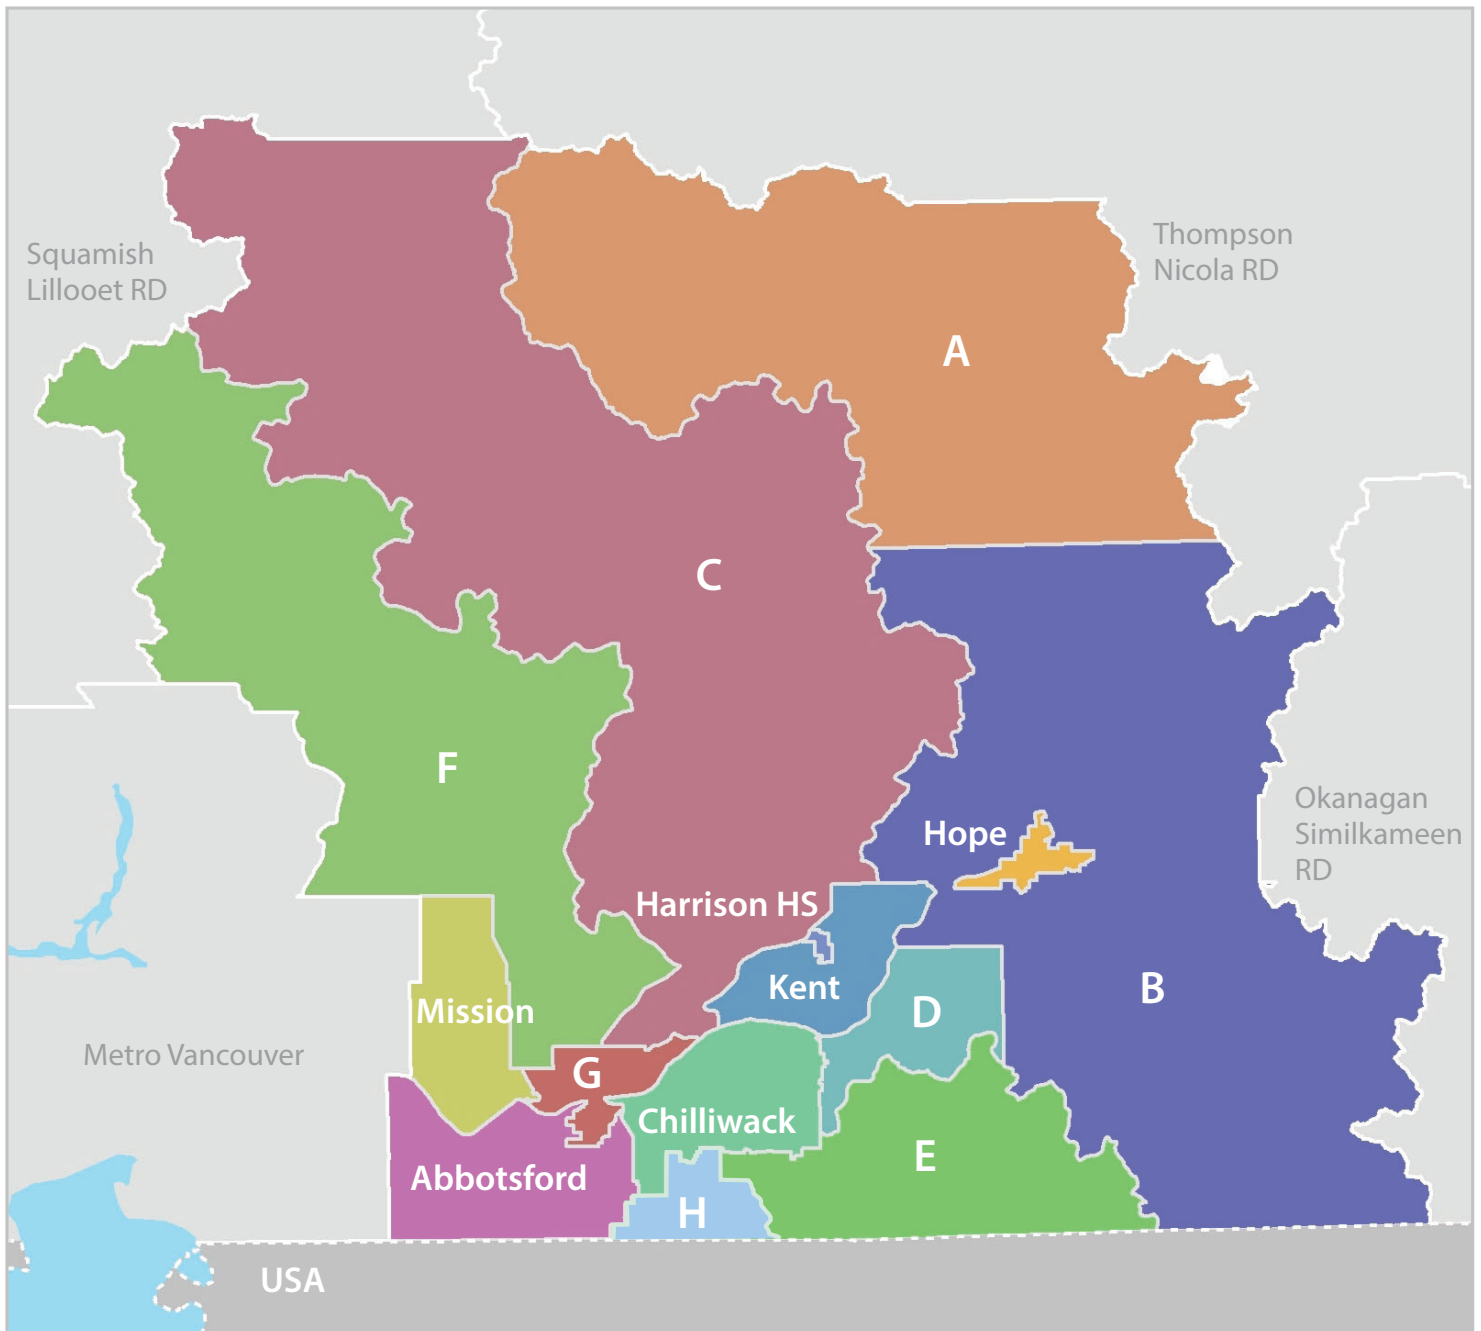 Squamish
Lillooet RD
Thompson
Nicola RD
A
C
F
Hope
Okanagan
Similkameen
RD
Harrison HS
Kent
B
Mission
D
Metro Vancouver
G
Chilliwack
E
Abbotsford
H
USA